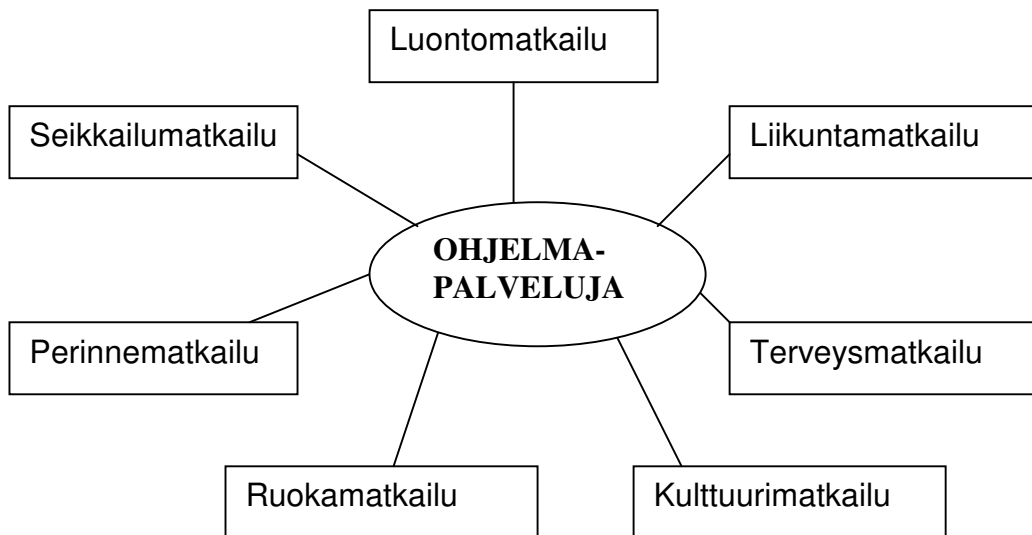 Luontomatkailu
Seikkailumatkailu
Liikuntamatkailu
OHJELMA-
PALVELUJA
Perinnematkailu
Terveysmatkailu
Ruokamatkailu
Kulttuurimatkailu